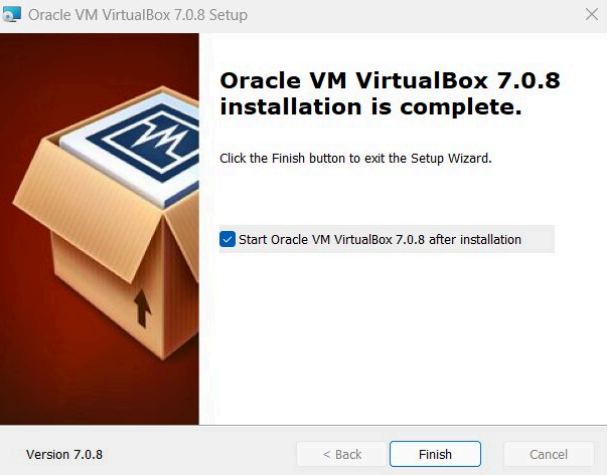 Oracle VM VirtualBox 7.0.8 Setup
Oracle VM VirtualBox 7.0.8
installation is complete.
Click the Finish button to exit the Setup Wizard.
Start Oracle VM VirtualBox 7.0.8 after installation
Version 7.0.8
< Back
Finish
Cancel